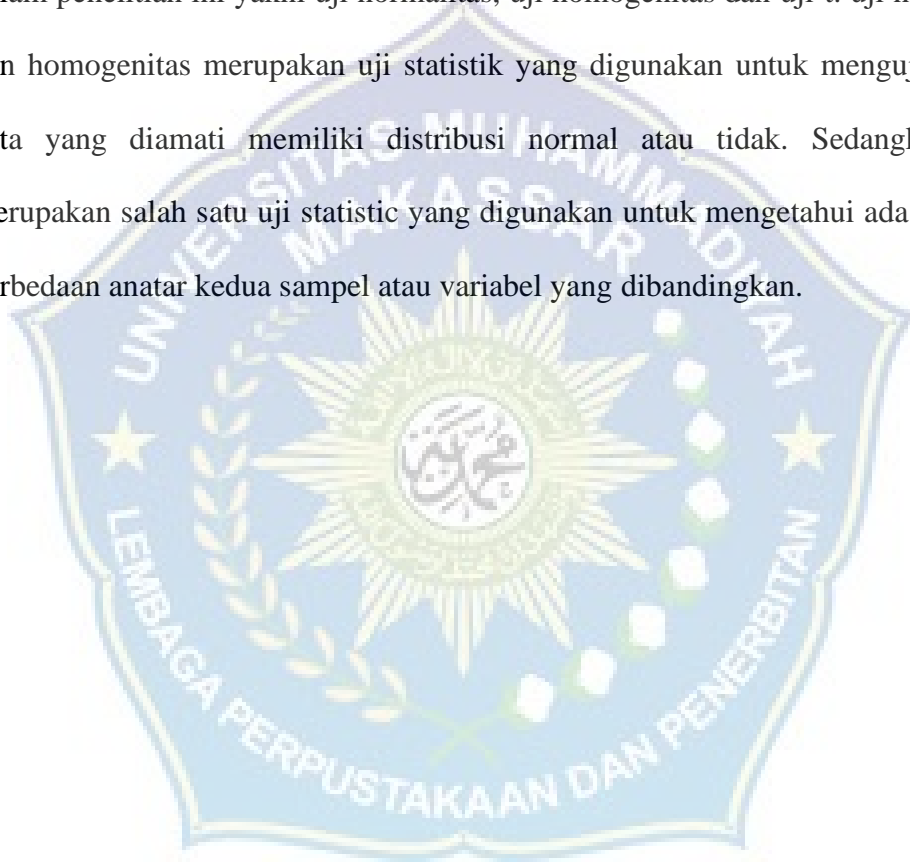 penelitian ini yakni uji normalitas, uji homogenitas dan uji t. uji
n homogenitas merupakan uji statistik yang digunakan untuk menguj
ta yang diamati memiliki distribusi normal atau tidak. Sedang
erupakan salah satu uji statistic yang digunakan untuk mengetahui ada
rbedaan anatar kedua sampel atau variabel yang dibandingkan.
UNIVERSITAS MUHAMMADIYAH
MAKASSAR
محمد
LEMBAGA PERPUSTAKAAN DAN PENERBITAN